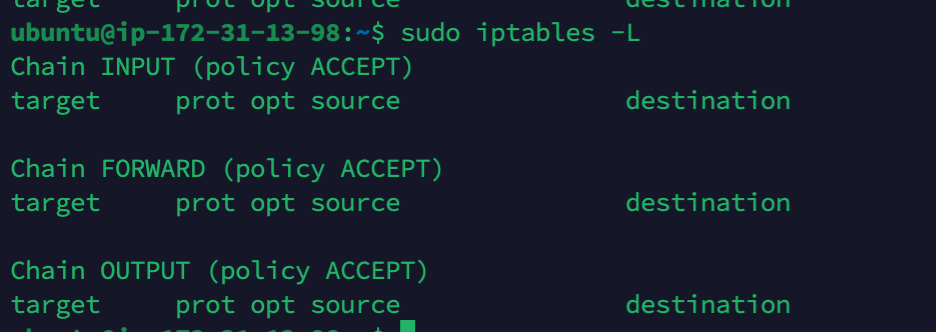 target prot opt source destination
ubuntu@ip-172-31-13-98:~$ sudo iptables -L
Chain INPUT (policy ACCEPT)
target prot opt source destination
Chain FORWARD (policy ACCEPT)
target prot opt source destination
Chain OUTPUT (policy ACCEPT)
target prot opt source destination